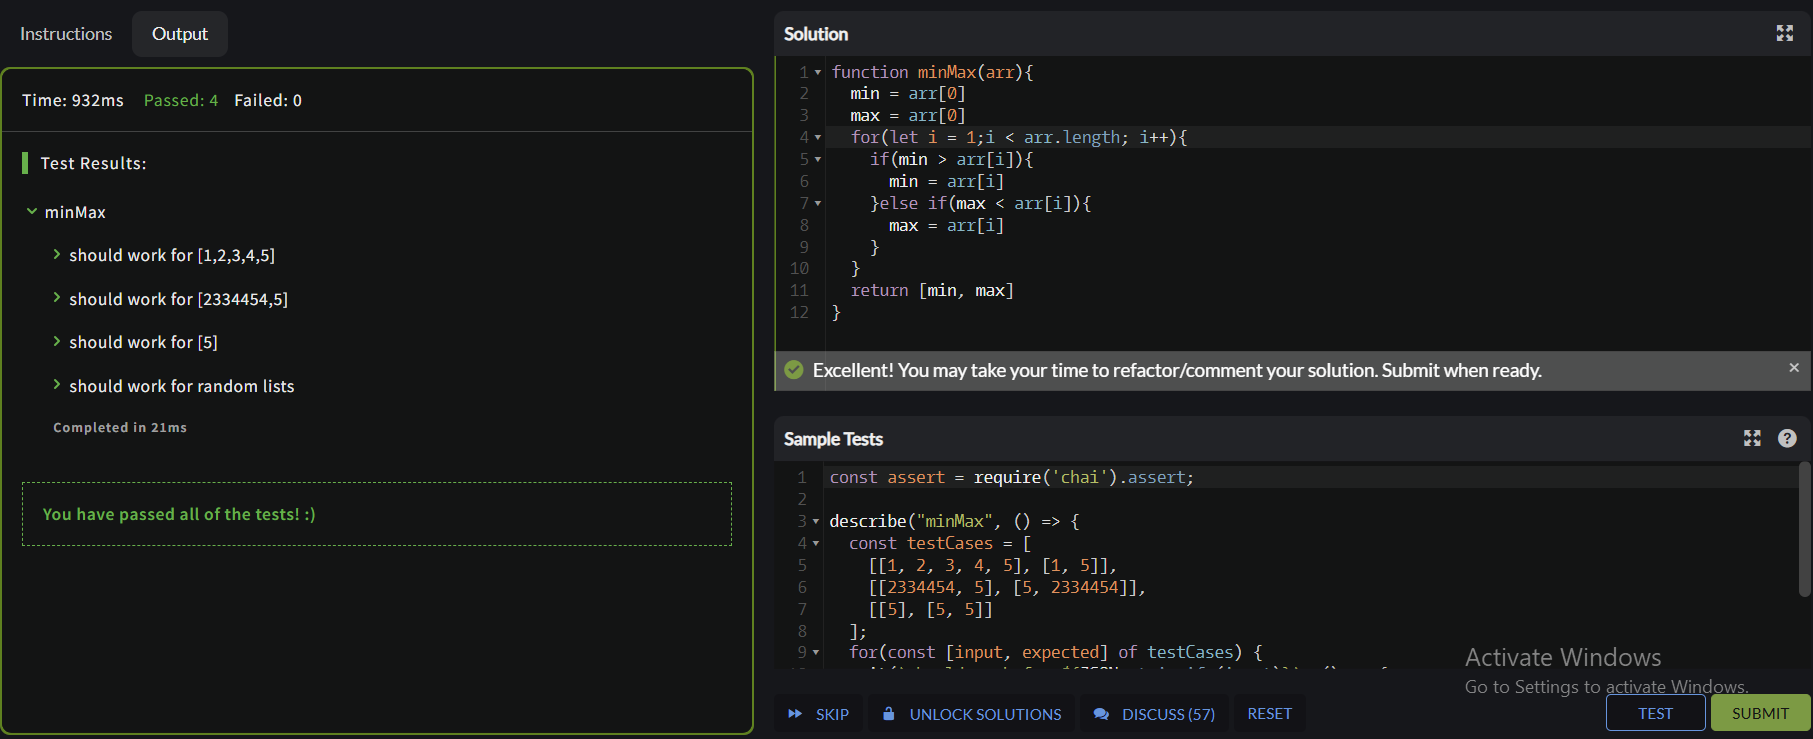 Instructions
Output
Time: 932ms Passed: 4 Failed: 0
Test Results:
minMax
should work for [1,2,3,4,5]
should work for [2334454,5]
should work for [5]
should work for random lists
Completed in 21ms
You have passed all of the tests! :)
Solution
1 function minMax(arr){
2 min = arr[0]
3 max = arr[0]
4 for(let i = 1;i < arr.length; i++){
5 if(min > arr[i]){
6 min = arr[i]
7 }else if(max < arr[i]){
8 max = arr[i]
9 }
10 }
11 return [min, max]
12 }
Excellent! You may take your time to refactor/comment your solution. Submit when ready.
Sample Tests
1 const assert = require('chai').assert;
2
3 describe("minMax", () => {
4 const testCases = [
5 [[1, 2, 3, 4, 5], [1, 5]],
6 [[2334454, 5], [5, 2334454]],
7 [[5], [5, 5]]
8 ];
9 for(const [input, expected] of testCases) {
Activate Windows
Go to Settings to activate Windows.
SKIP
UNLOCK SOLUTIONS
DISCUSS (57)
RESET
TEST
SUBMIT